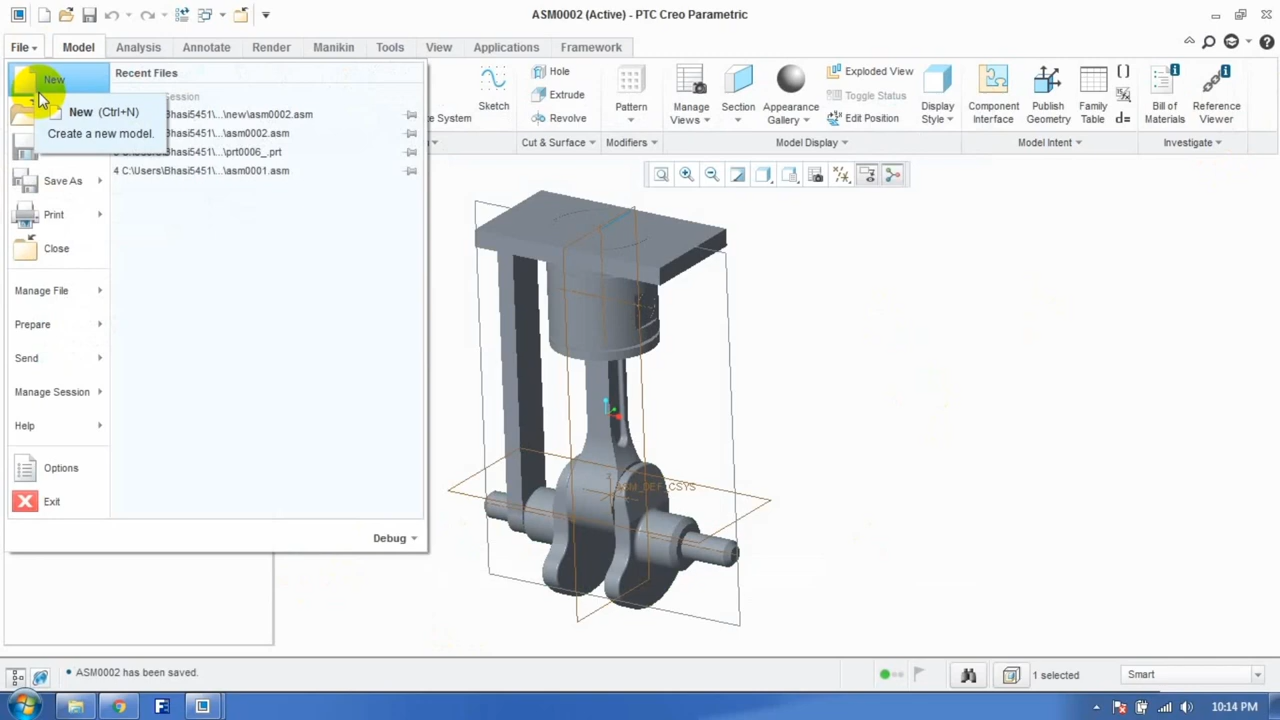 ASM0002 (Active) - PTC Creo Parametric
File Model Analysis Annotate Render Manikin Tools View Applications Framework
New
New (Ctrl+N)
Create a new model.
Save As
Print
Close
Manage File
Prepare
Send
Manage Session
Help
Options
Exit
Recent Files
ession
Bhasi5451\...\new\asm0002.asm
Bhasi5451\...\asm0002.asm
Bhasi5451\...\prt0006_.prt
4 C:\Users\Bhasi5451\...\asm0001.asm
Debug
Sketch
te System
Hole
Extrude
Revolve
Cut & Surface
Pattern
Modifiers
Manage Views
Section
Appearance Gallery
Exploded View
Toggle Status
Edit Position
Display Style
Model Display
Component Interface
Publish Geometry
Family Table
Model Intent
Bill of Materials
Reference Viewer
Investigate
ASM_DEF_CSYS
• ASM0002 has been saved.
1 selected
Smart
10:14 PM